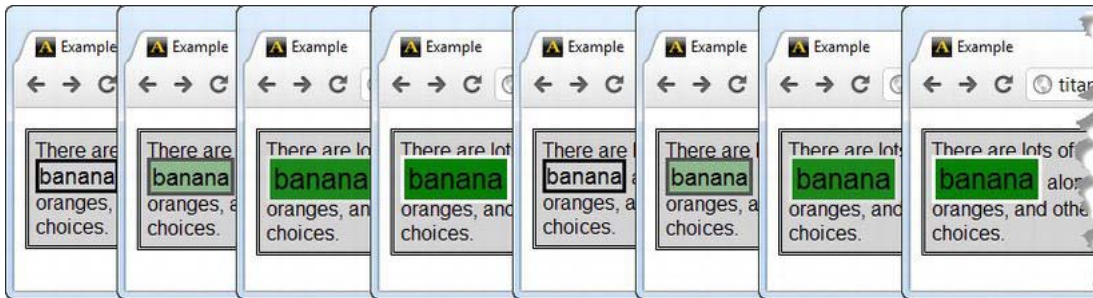 Example
There are
banana
oranges,
choices.
Example
There are
banana
oranges, a
choices.
Example
There are lo
banana
oranges, an
choices.
Example
There are lot
banana
oranges, and
choices.
Example
There are l
banana a
oranges, a
choices.
Example
There are l
banana
oranges, a
choices.
Example
There are lots
banana
oranges, and
choices.
Example
titan
There are lots of
banana alon
oranges, and othe
choices.